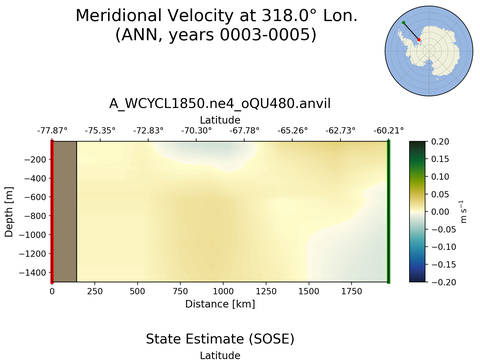 Meridional Velocity at 318.0° Lon.
(ANN, years 0003-0005)
A_WCYCL1850.ne4_oQU480.anvil
Latitude
-77.87° -75.35° -72.83° -70.30° -67.78° -65.26° -62.73° -60.21°
Depth [m]
−200
−400
−600
−800
−1000
−1200
−1400
0 250 500 750 1000 1250 1500 1750
Distance [km]
0.20
0.15
0.10
0.05
0.00
−0.05
−0.10
−0.15
−0.20
m s⁻¹
State Estimate (SOSE)
Latitude